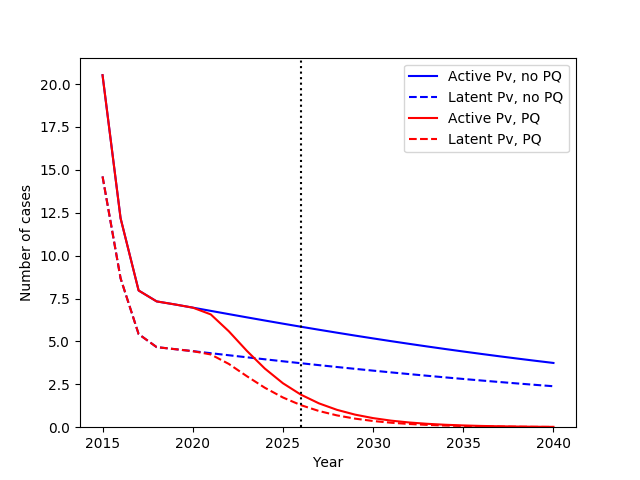 Active Pv, no PQ
Latent Pv, no PQ
Active Pv, PQ
Latent Pv, PQ
20.0
17.5
15.0
12.5
10.0
7.5
5.0
2.5
0.0
Number of cases
2015 2020 2025 2030 2035 2040
Year